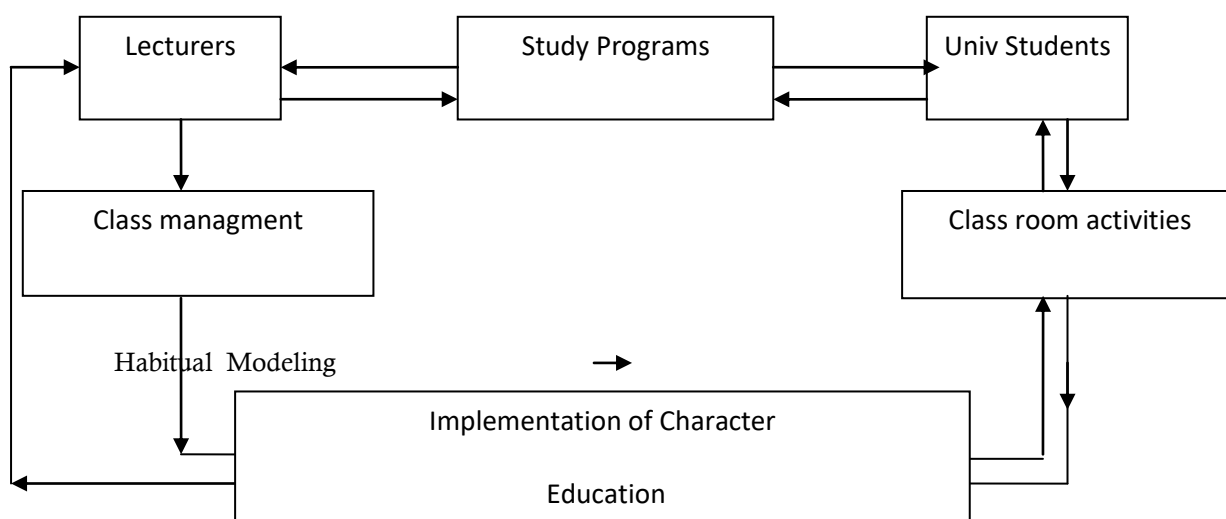 Lecturers
Study Programs
Univ Students
Class managment
Class room activities
Habitual Modeling
Implementation of Character
Education